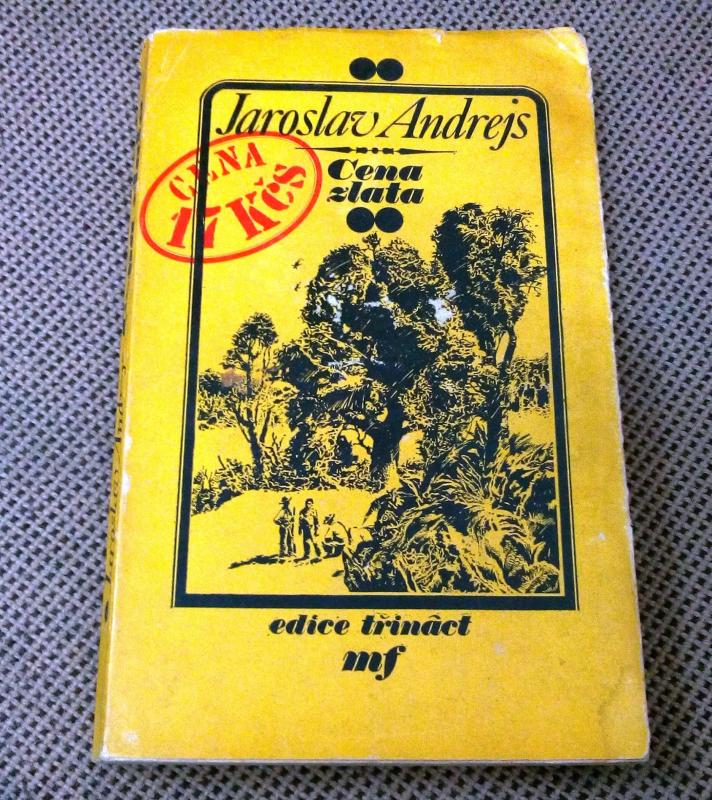 Jaroslav Andrejs
Cena
zlata
CENA
17 Kčs
edice třináct
mf